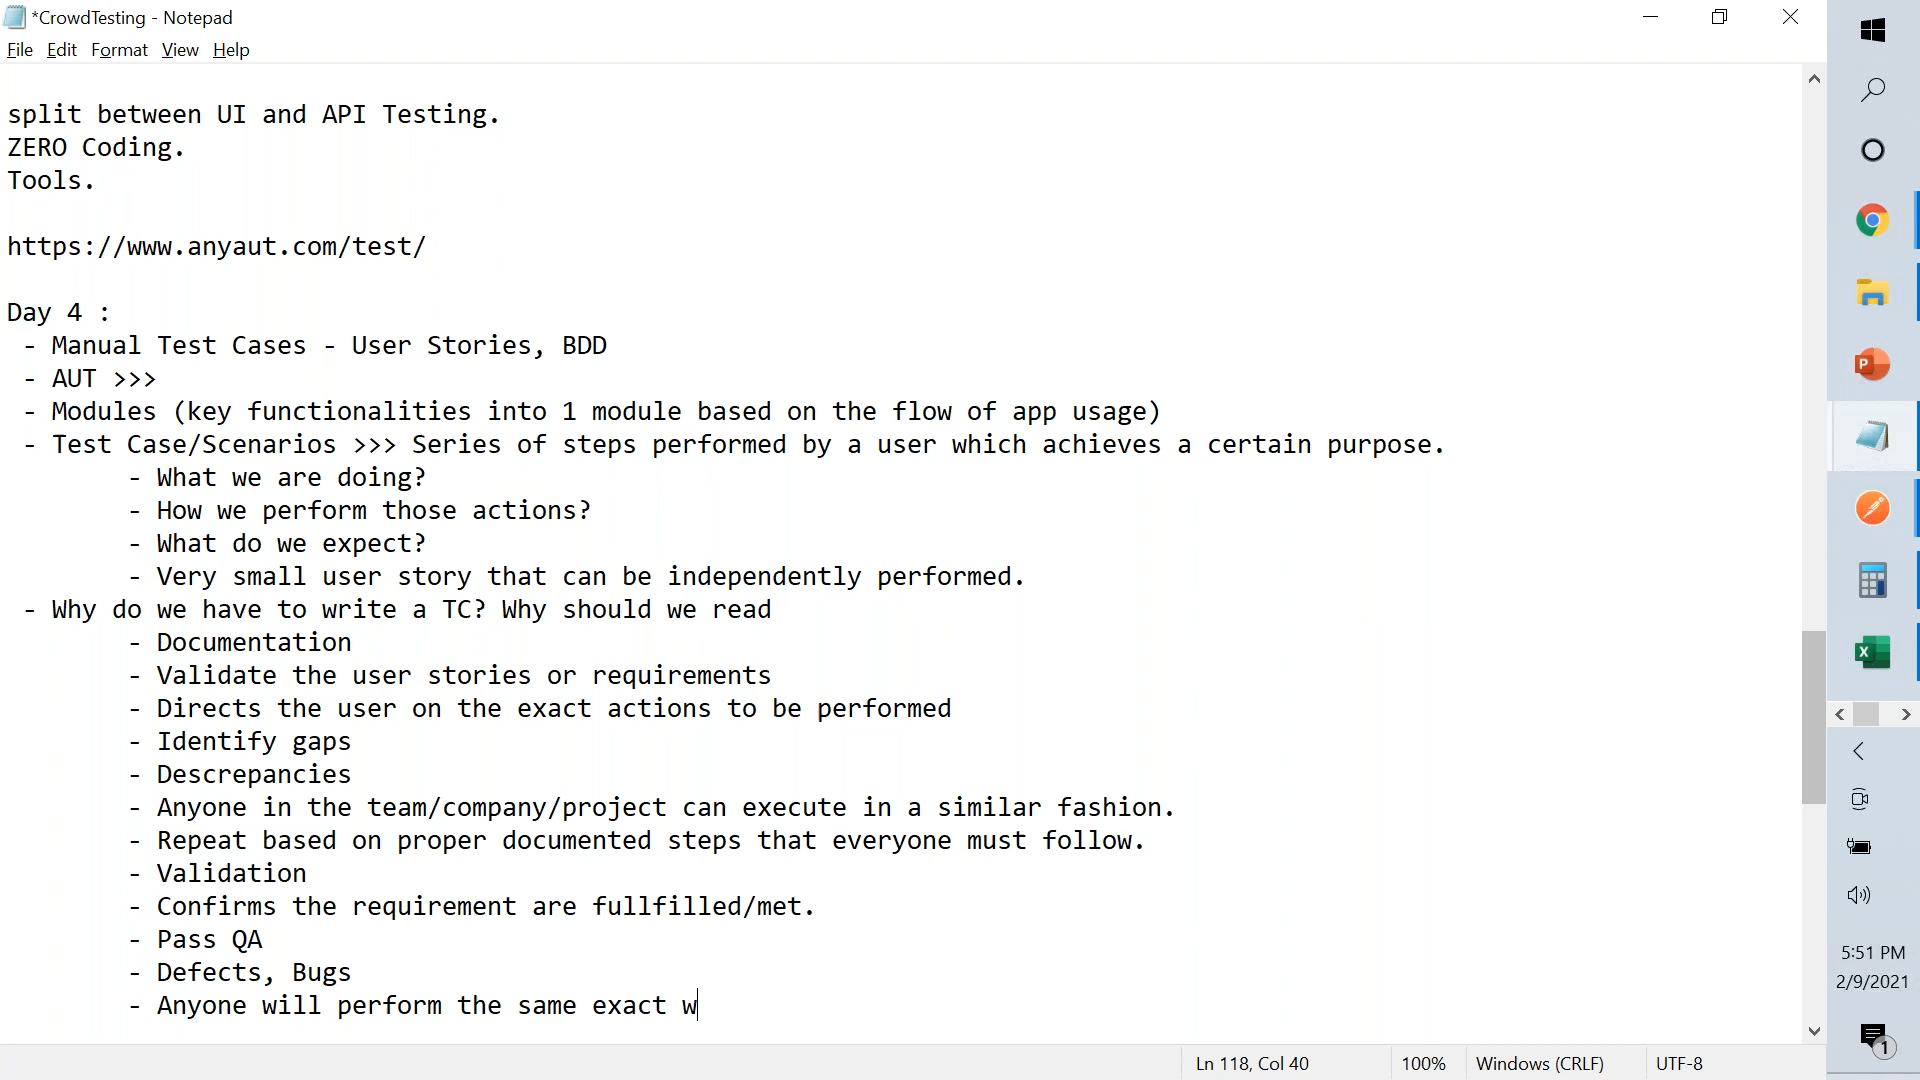 *CrowdTesting - Notepad
File Edit Format View Help
split between UI and API Testing.
ZERO Coding.
Tools.
https://www.anyaut.com/test/
Day 4 :
- Manual Test Cases - User Stories, BDD
- AUT >>>
- Modules (key functionalities into 1 module based on the flow of app usage)
- Test Case/Scenarios >>> Series of steps performed by a user which achieves a certain purpose.
- What we are doing?
- How we perform those actions?
- What do we expect?
- Very small user story that can be independently performed.
- Why do we have to write a TC? Why should we read
- Documentation
- Validate the user stories or requirements
- Directs the user on the exact actions to be performed
- Identify gaps
- Descrepancies
- Anyone in the team/company/project can execute in a similar fashion.
- Repeat based on proper documented steps that everyone must follow.
- Validation
- Confirms the requirement are fullfilled/met.
- Pass QA
- Defects, Bugs
- Anyone will perform the same exact w
Ln 118, Col 40 100% Windows (CRLF) UTF-8
P
X
5:51 PM
2/9/2021
1